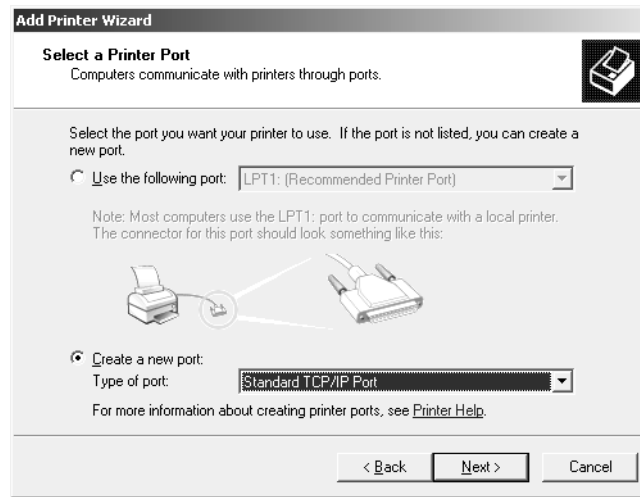 Add Printer Wizard
Select a Printer Port
Computers communicate with printers through ports.
Select the port you want your printer to use. If the port is not listed, you can create a
new port.
Use the following port: LPT1: (Recommended Printer Port)
Note: Most computers use the LPT1: port to communicate with a local printer.
The connector for this port should look something like this:
Create a new port:
Type of port: Standard TCP/IP Port
For more information about creating printer ports, see Printer Help.
< Back Next > Cancel